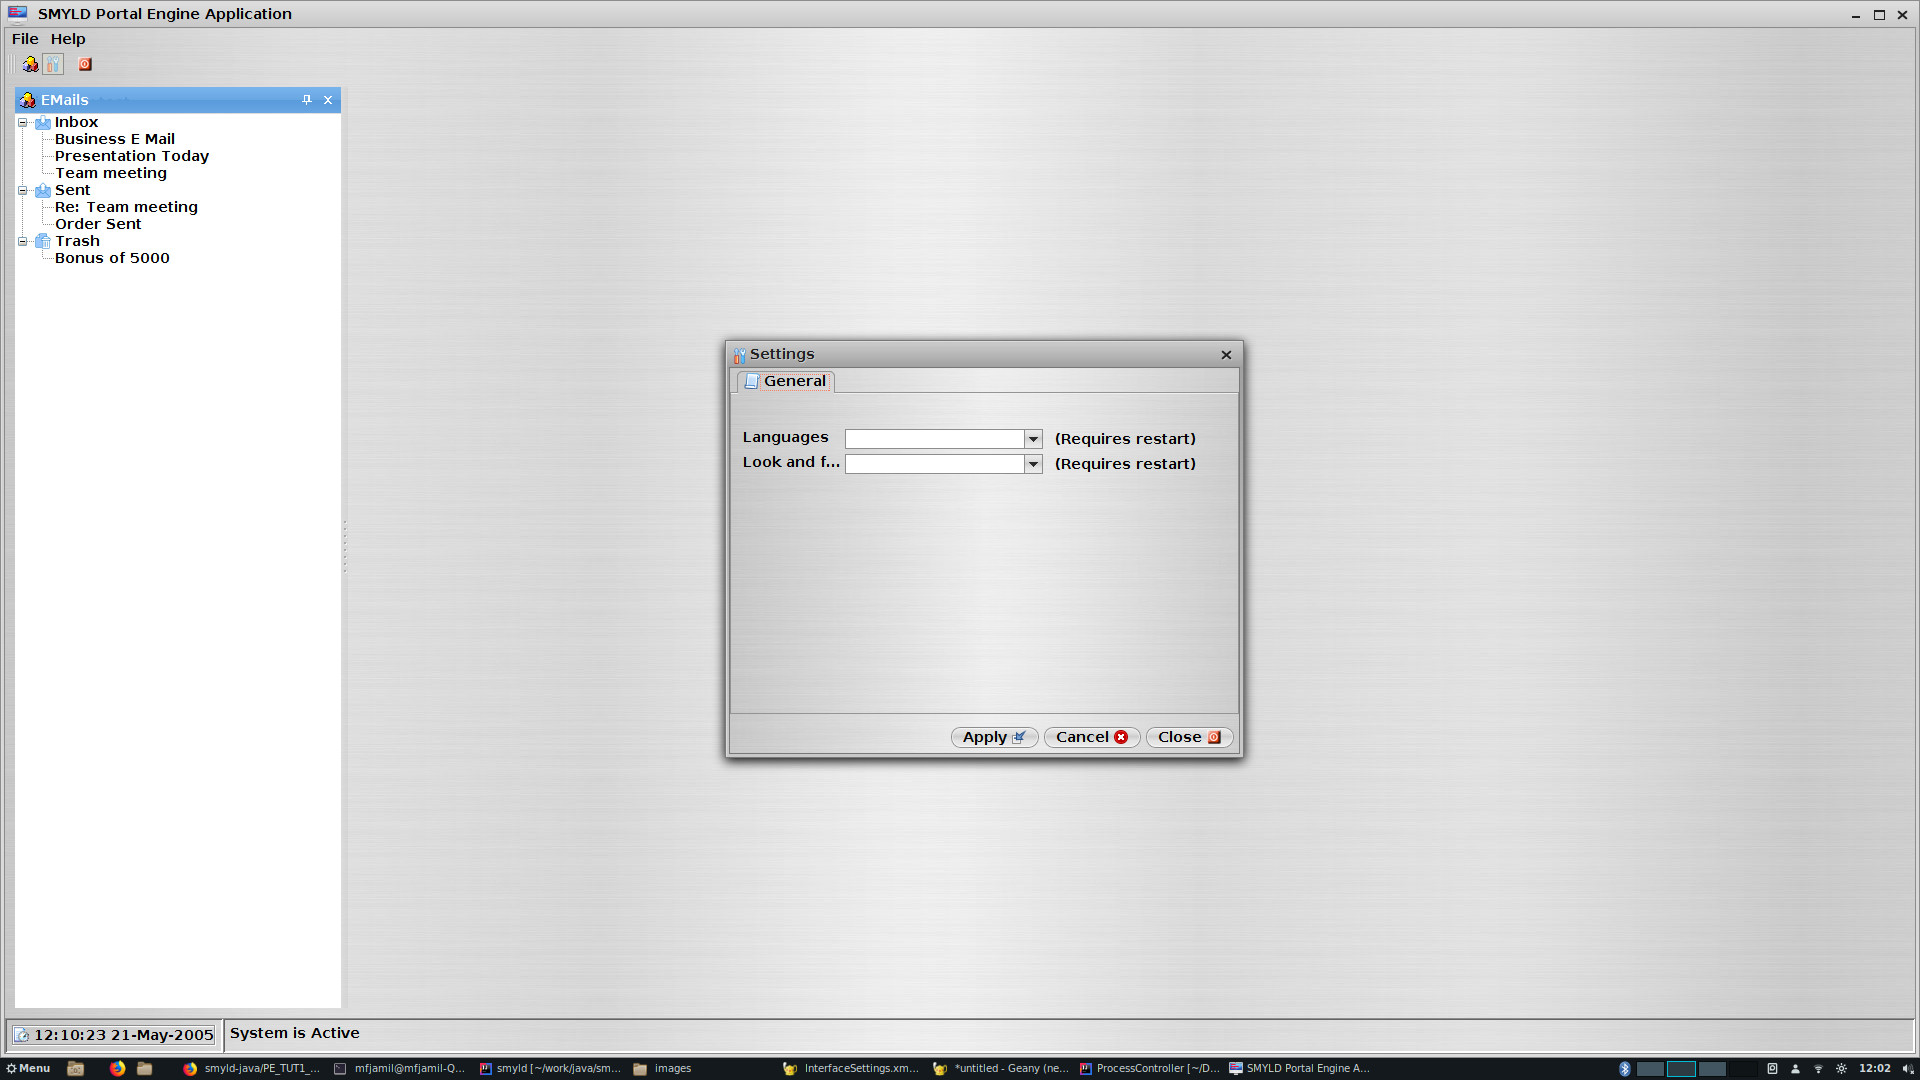 SMYLD Portal Engine Application
File Help
EMails
Inbox
Business E Mail
Presentation Today
Team meeting
Sent
Re: Team meeting
Order Sent
Trash
Bonus of 5000
Settings
General
Languages (Requires restart)
Look and f... (Requires restart)
Apply Cancel Close
12:10:23 21-May-2005 System is Active
Menu smyld-java/PE_TUT1_... mfjamil@mfjamil-Q... smyld [~/work/java/sm... images InterfaceSettings.xm... *untitled - Geany (ne... ProcessController [~/D... SMYLD Portal Engine A... 12:02